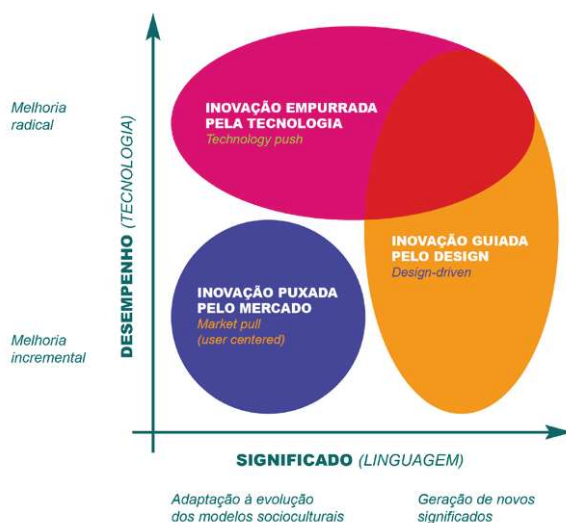 Melhoria
radical
DESEMPENHO (TECNOLOGIA)
Melhoria
incremental
INOVAÇÃO EMPURRADA
PELA TECNOLOGIA
Technology push
INOVAÇÃO GUIADA
PELO DESIGN
Design-driven
INOVAÇÃO PUXADA
PELO MERCADO
Market pull
(user centered)
SIGNIFICADO (LINGUAGEM)
Adaptação à evolução
dos modelos socioculturais
Geração de novos
significados